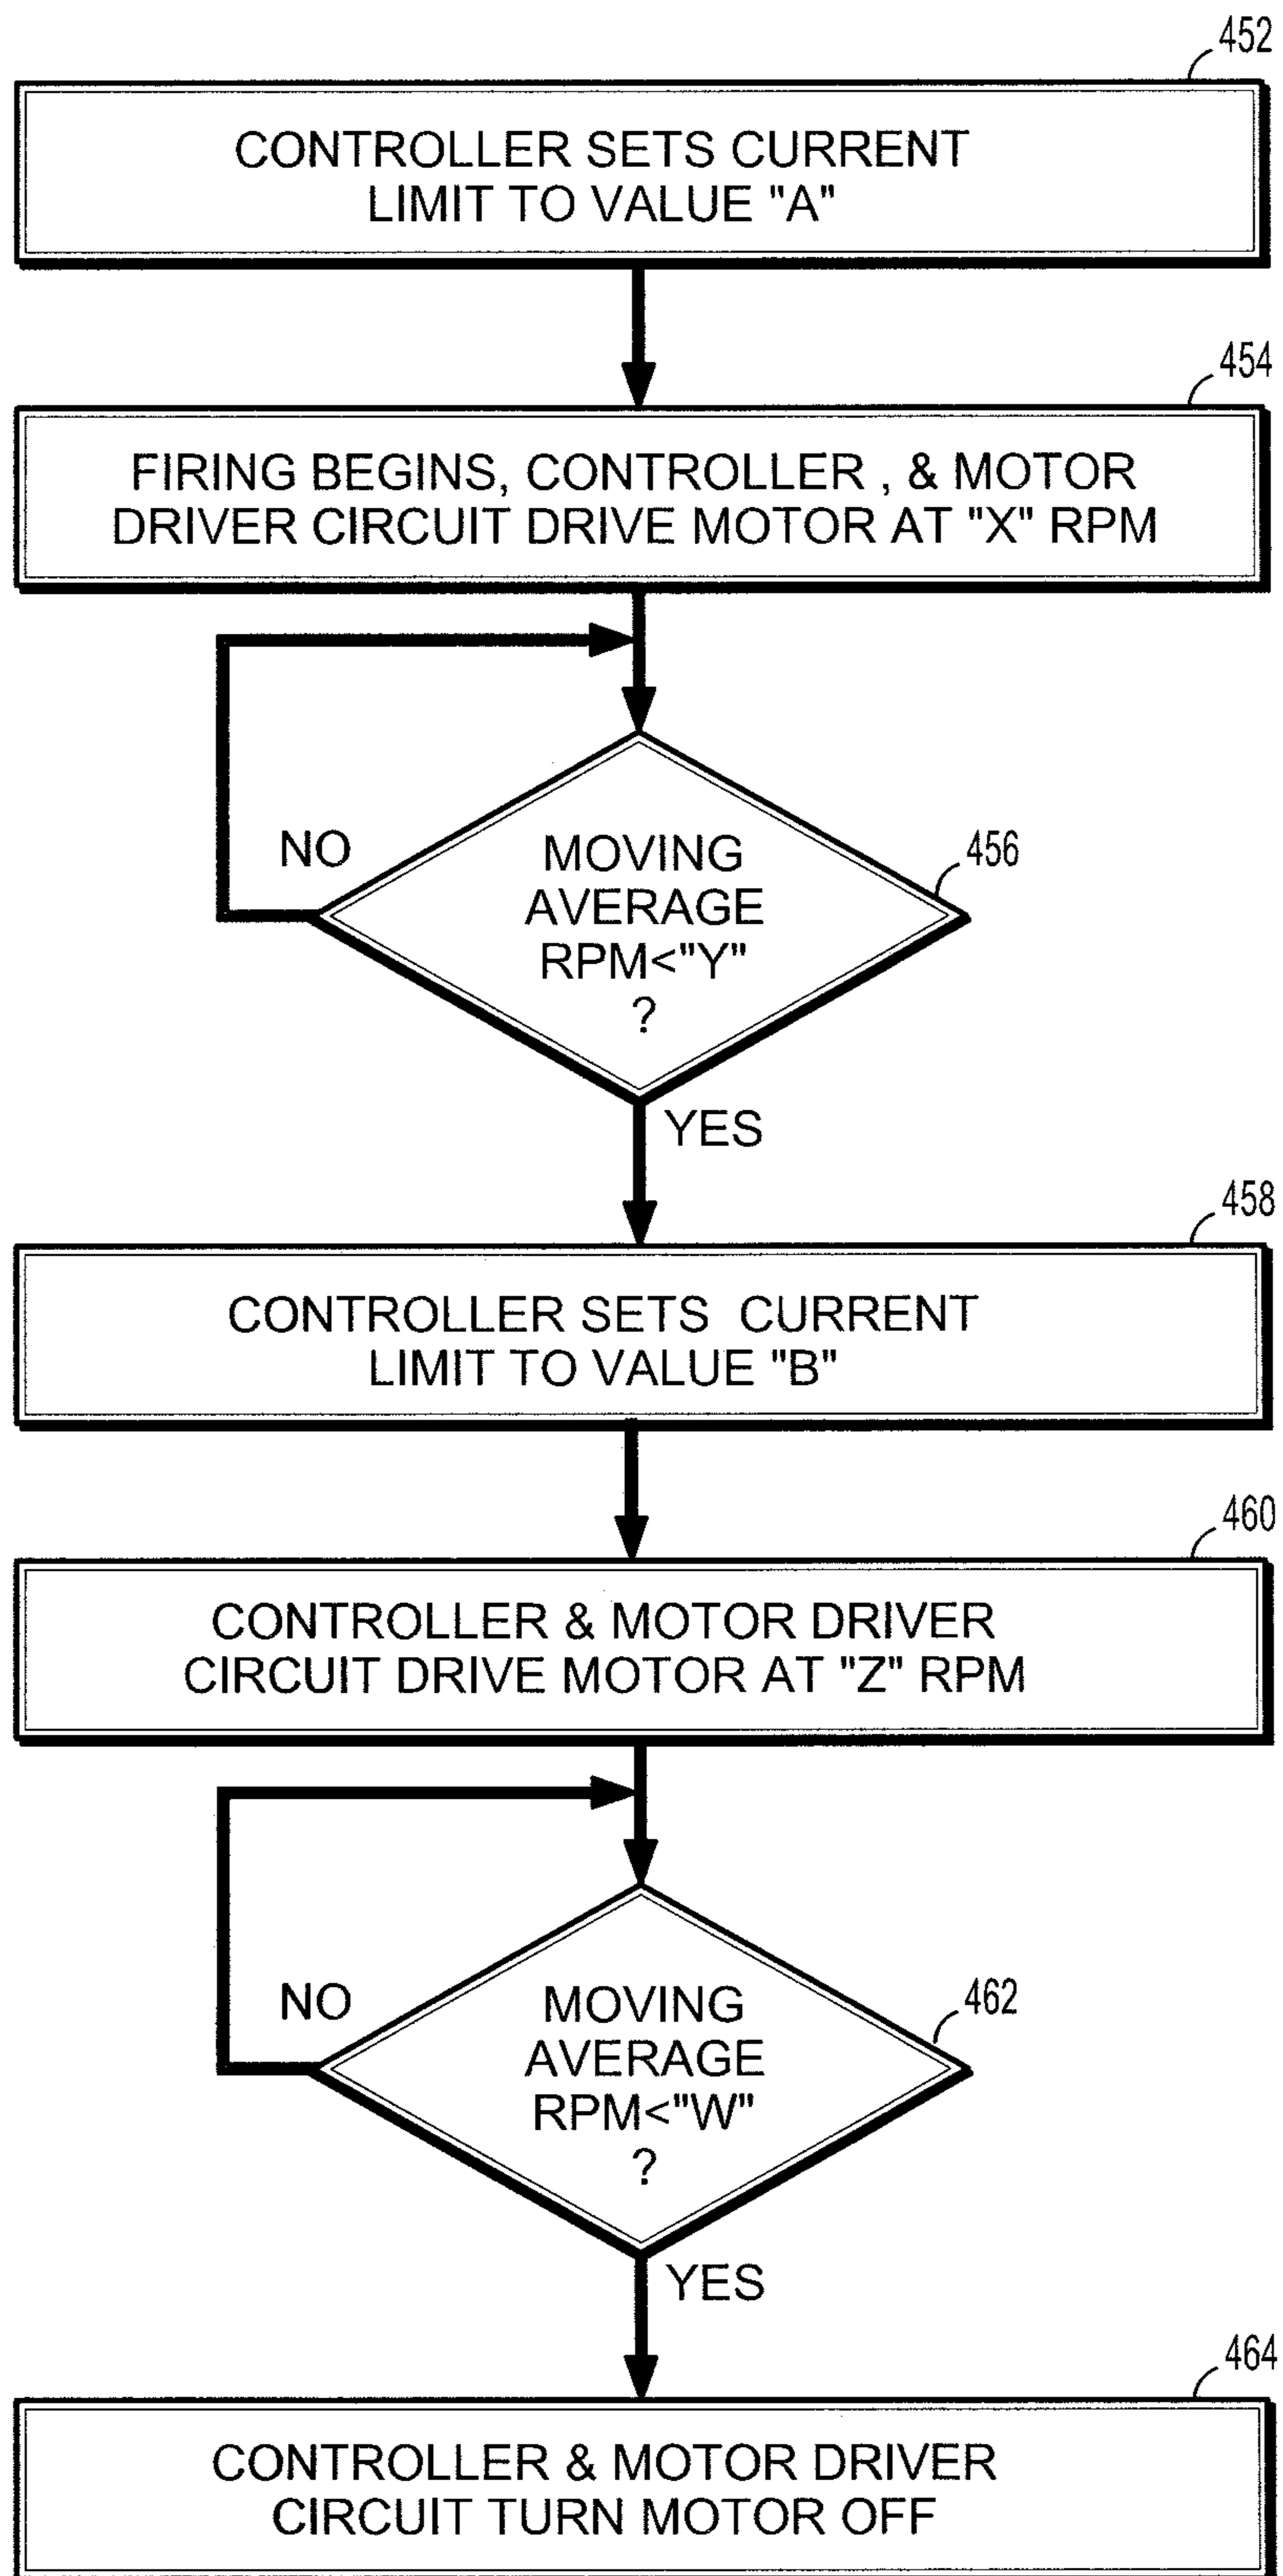 452
CONTROLLER SETS CURRENT
LIMIT TO VALUE "A"
454
FIRING BEGINS, CONTROLLER , & MOTOR
DRIVER CIRCUIT DRIVE MOTOR AT "X" RPM
NO
MOVING
AVERAGE
RPM<"Y"
?
456
YES
458
CONTROLLER SETS CURRENT
LIMIT TO VALUE "B"
460
CONTROLLER & MOTOR DRIVER
CIRCUIT DRIVE MOTOR AT "Z" RPM
NO
MOVING
AVERAGE
RPM<"W"
?
462
YES
464
CONTROLLER & MOTOR DRIVER
CIRCUIT TURN MOTOR OFF